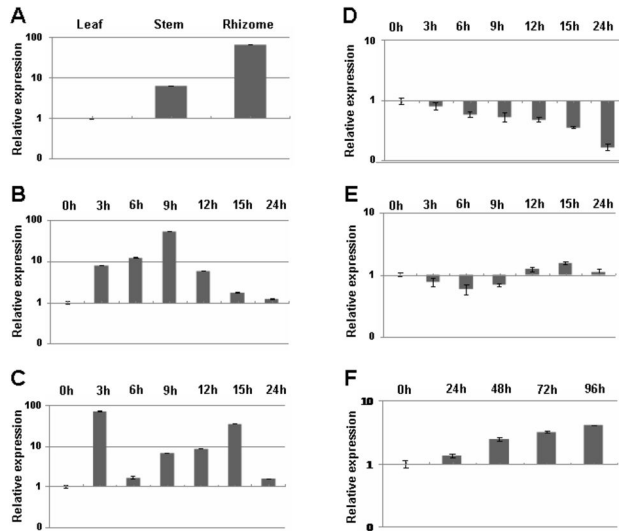 A
Leaf Stem Rhizome
Relative expression
100
10
1
0
B
0h 3h 6h 9h 12h 15h 24h
Relative expression
100
10
1
0
C
0h 3h 6h 9h 12h 15h 24h
Relative expression
100
10
1
0
D
0h 3h 6h 9h 12h 15h 24h
Relative expression
10
1
0
E
0h 3h 6h 9h 12h 15h 24h
Relative expression
10
1
0
F
0h 24h 48h 72h 96h
Relative expression
10
1
0